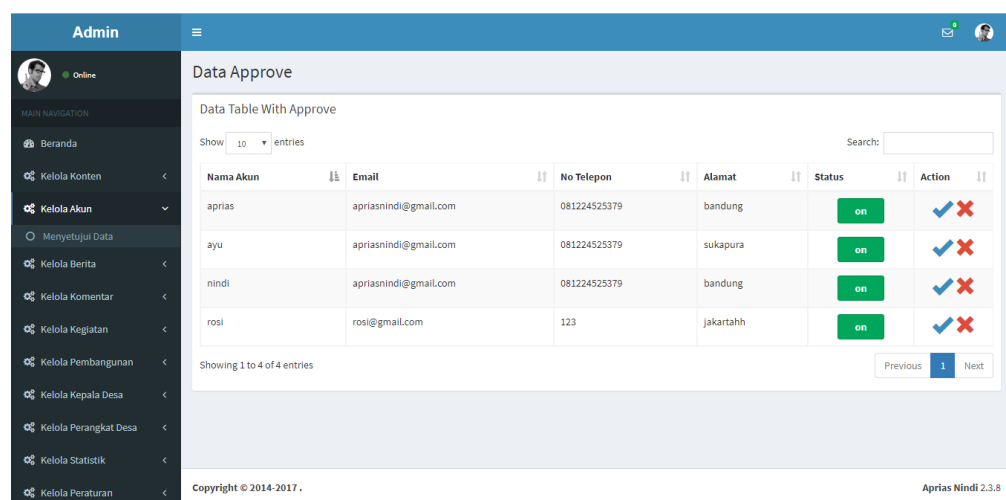 Admin
0
Online
MAIN NAVIGATION
Beranda
Kelola Konten
Kelola Akun
Menyetujui Data
Kelola Berita
Kelola Komentar
Kelola Kegiatan
Kelola Pembangunan
Kelola Kepala Desa
Kelola Perangkat Desa
Kelola Statistik
Kelola Peraturan
Data Approve
Data Table With Approve
Show 10 entries Search:
Nama Akun Email No Telepon Alamat Status Action
aprias apriasnindi@gmail.com 081224525379 bandung on
ayu apriasnindi@gmail.com 081224525379 sukapura on
nindi apriasnindi@gmail.com 081224525379 bandung on
rosi rosi@gmail.com 123 jakartahh on
Showing 1 to 4 of 4 entries Previous 1 Next
Copyright © 2014-2017 . Aprias Nindi 2.3.8